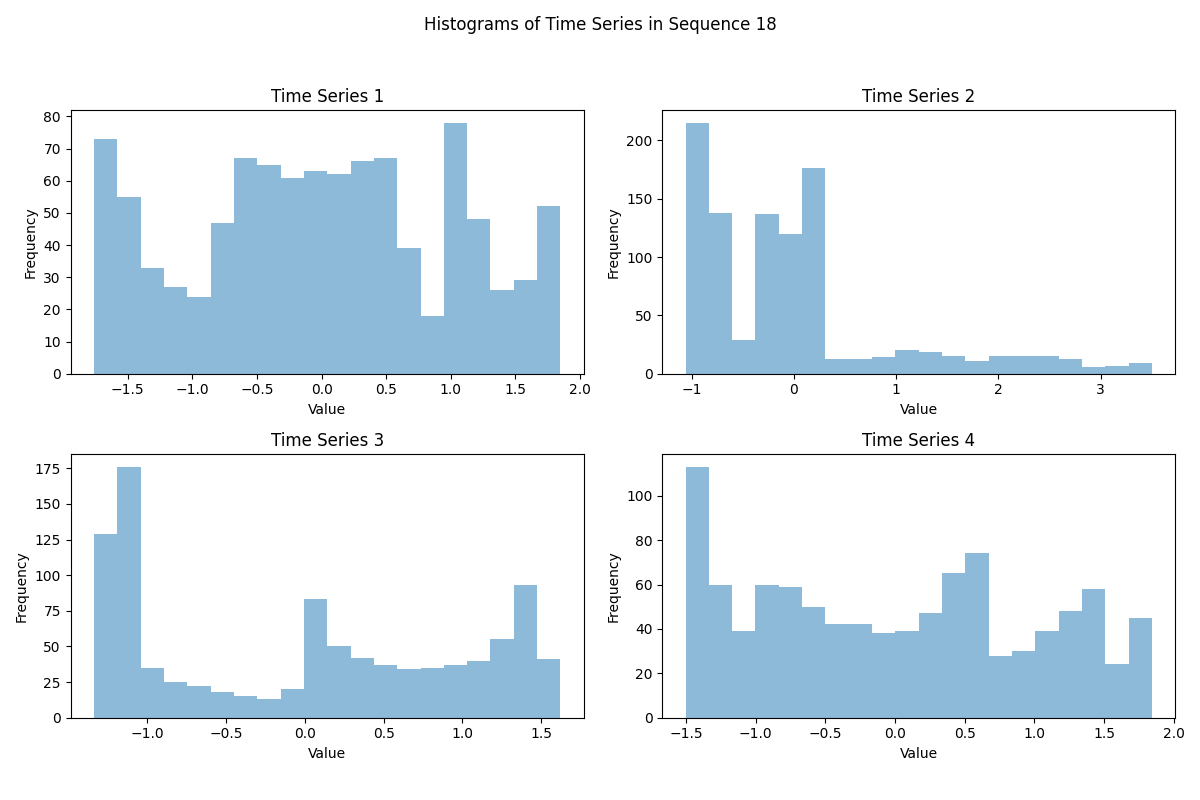 Histograms of Time Series in Sequence 18
Time Series 1
Frequency
80
70
60
50
40
30
20
10
0
−1.5 −1.0 −0.5 0.0 0.5 1.0 1.5 2.0
Value
Time Series 2
Frequency
200
150
100
50
0
−1 0 1 2 3
Value
Time Series 3
Frequency
175
150
125
100
75
50
25
0
−1.0 −0.5 0.0 0.5 1.0 1.5
Value
Time Series 4
Frequency
100
80
60
40
20
0
−1.5 −1.0 −0.5 0.0 0.5 1.0 1.5 2.0
Value